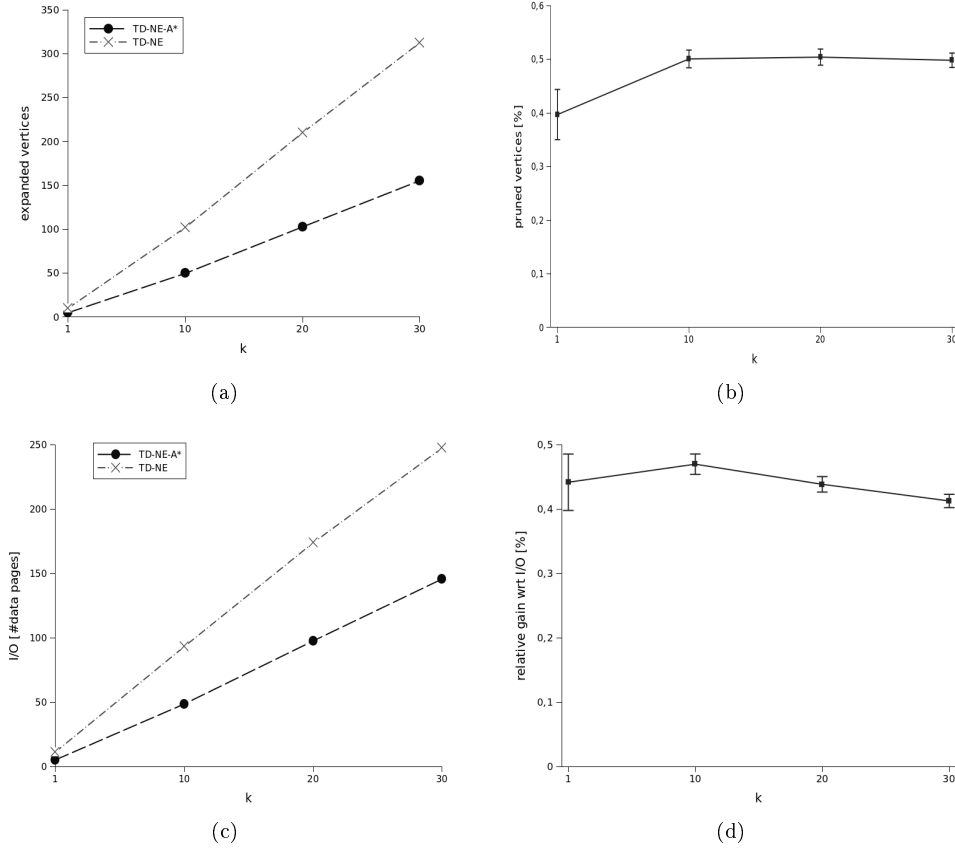 350
300
250
200
150
100
50
0
expanded vertices
TD-NE-A*
TD-NE
1 10 20 30
k
(a)
0,6
0,5
0,4
0,3
0,2
0,1
0
pruned vertices [%]
1 10 20 30
k
(b)
250
200
150
100
50
0
I/O [#data pages]
TD-NE-A*
TD-NE
1 10 20 30
k
(c)
0,5
0,4
0,3
0,2
0,1
0
relative gain wrt I/O [%]
1 10 20 30
k
(d)